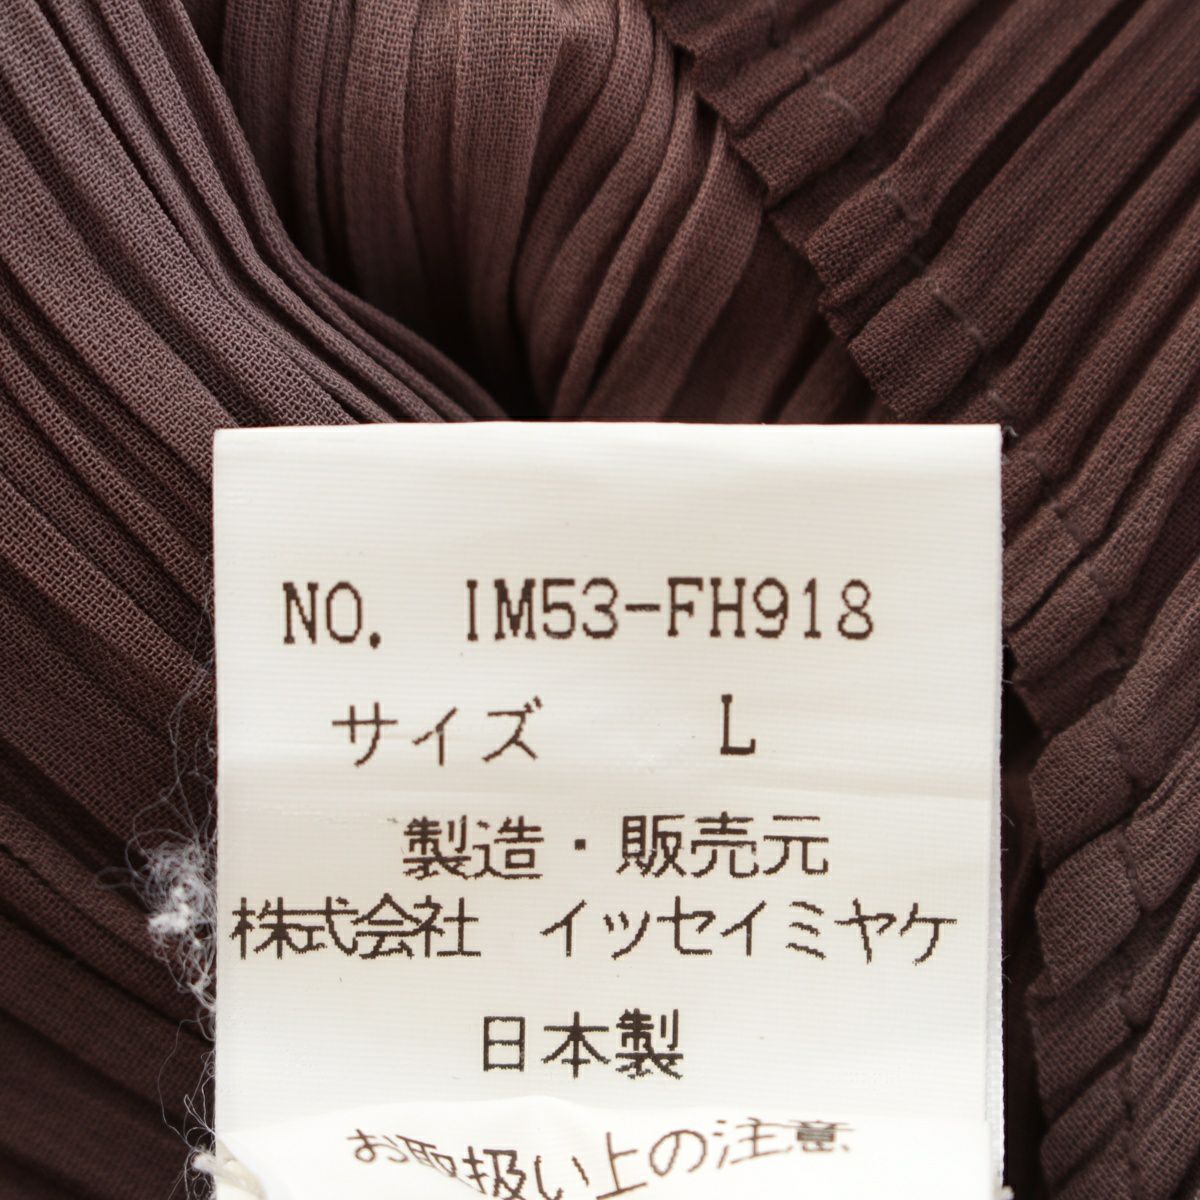 NO. IM53-FH918
サイズ L
製造・販売元
株式会社 イッセイミヤケ
日本製
お取扱い上の注意